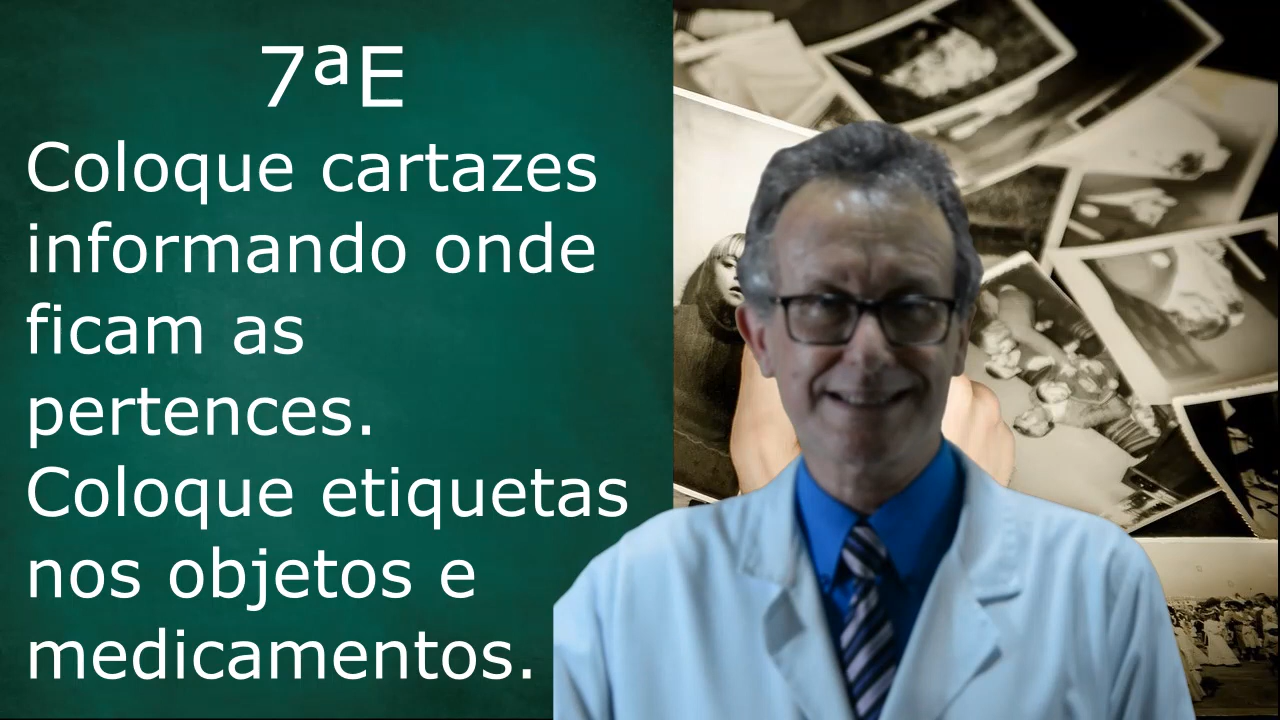 7ªE
Coloque cartazes
informando onde
ficam as
pertences.
Coloque etiquetas
nos objetos e
medicamentos.